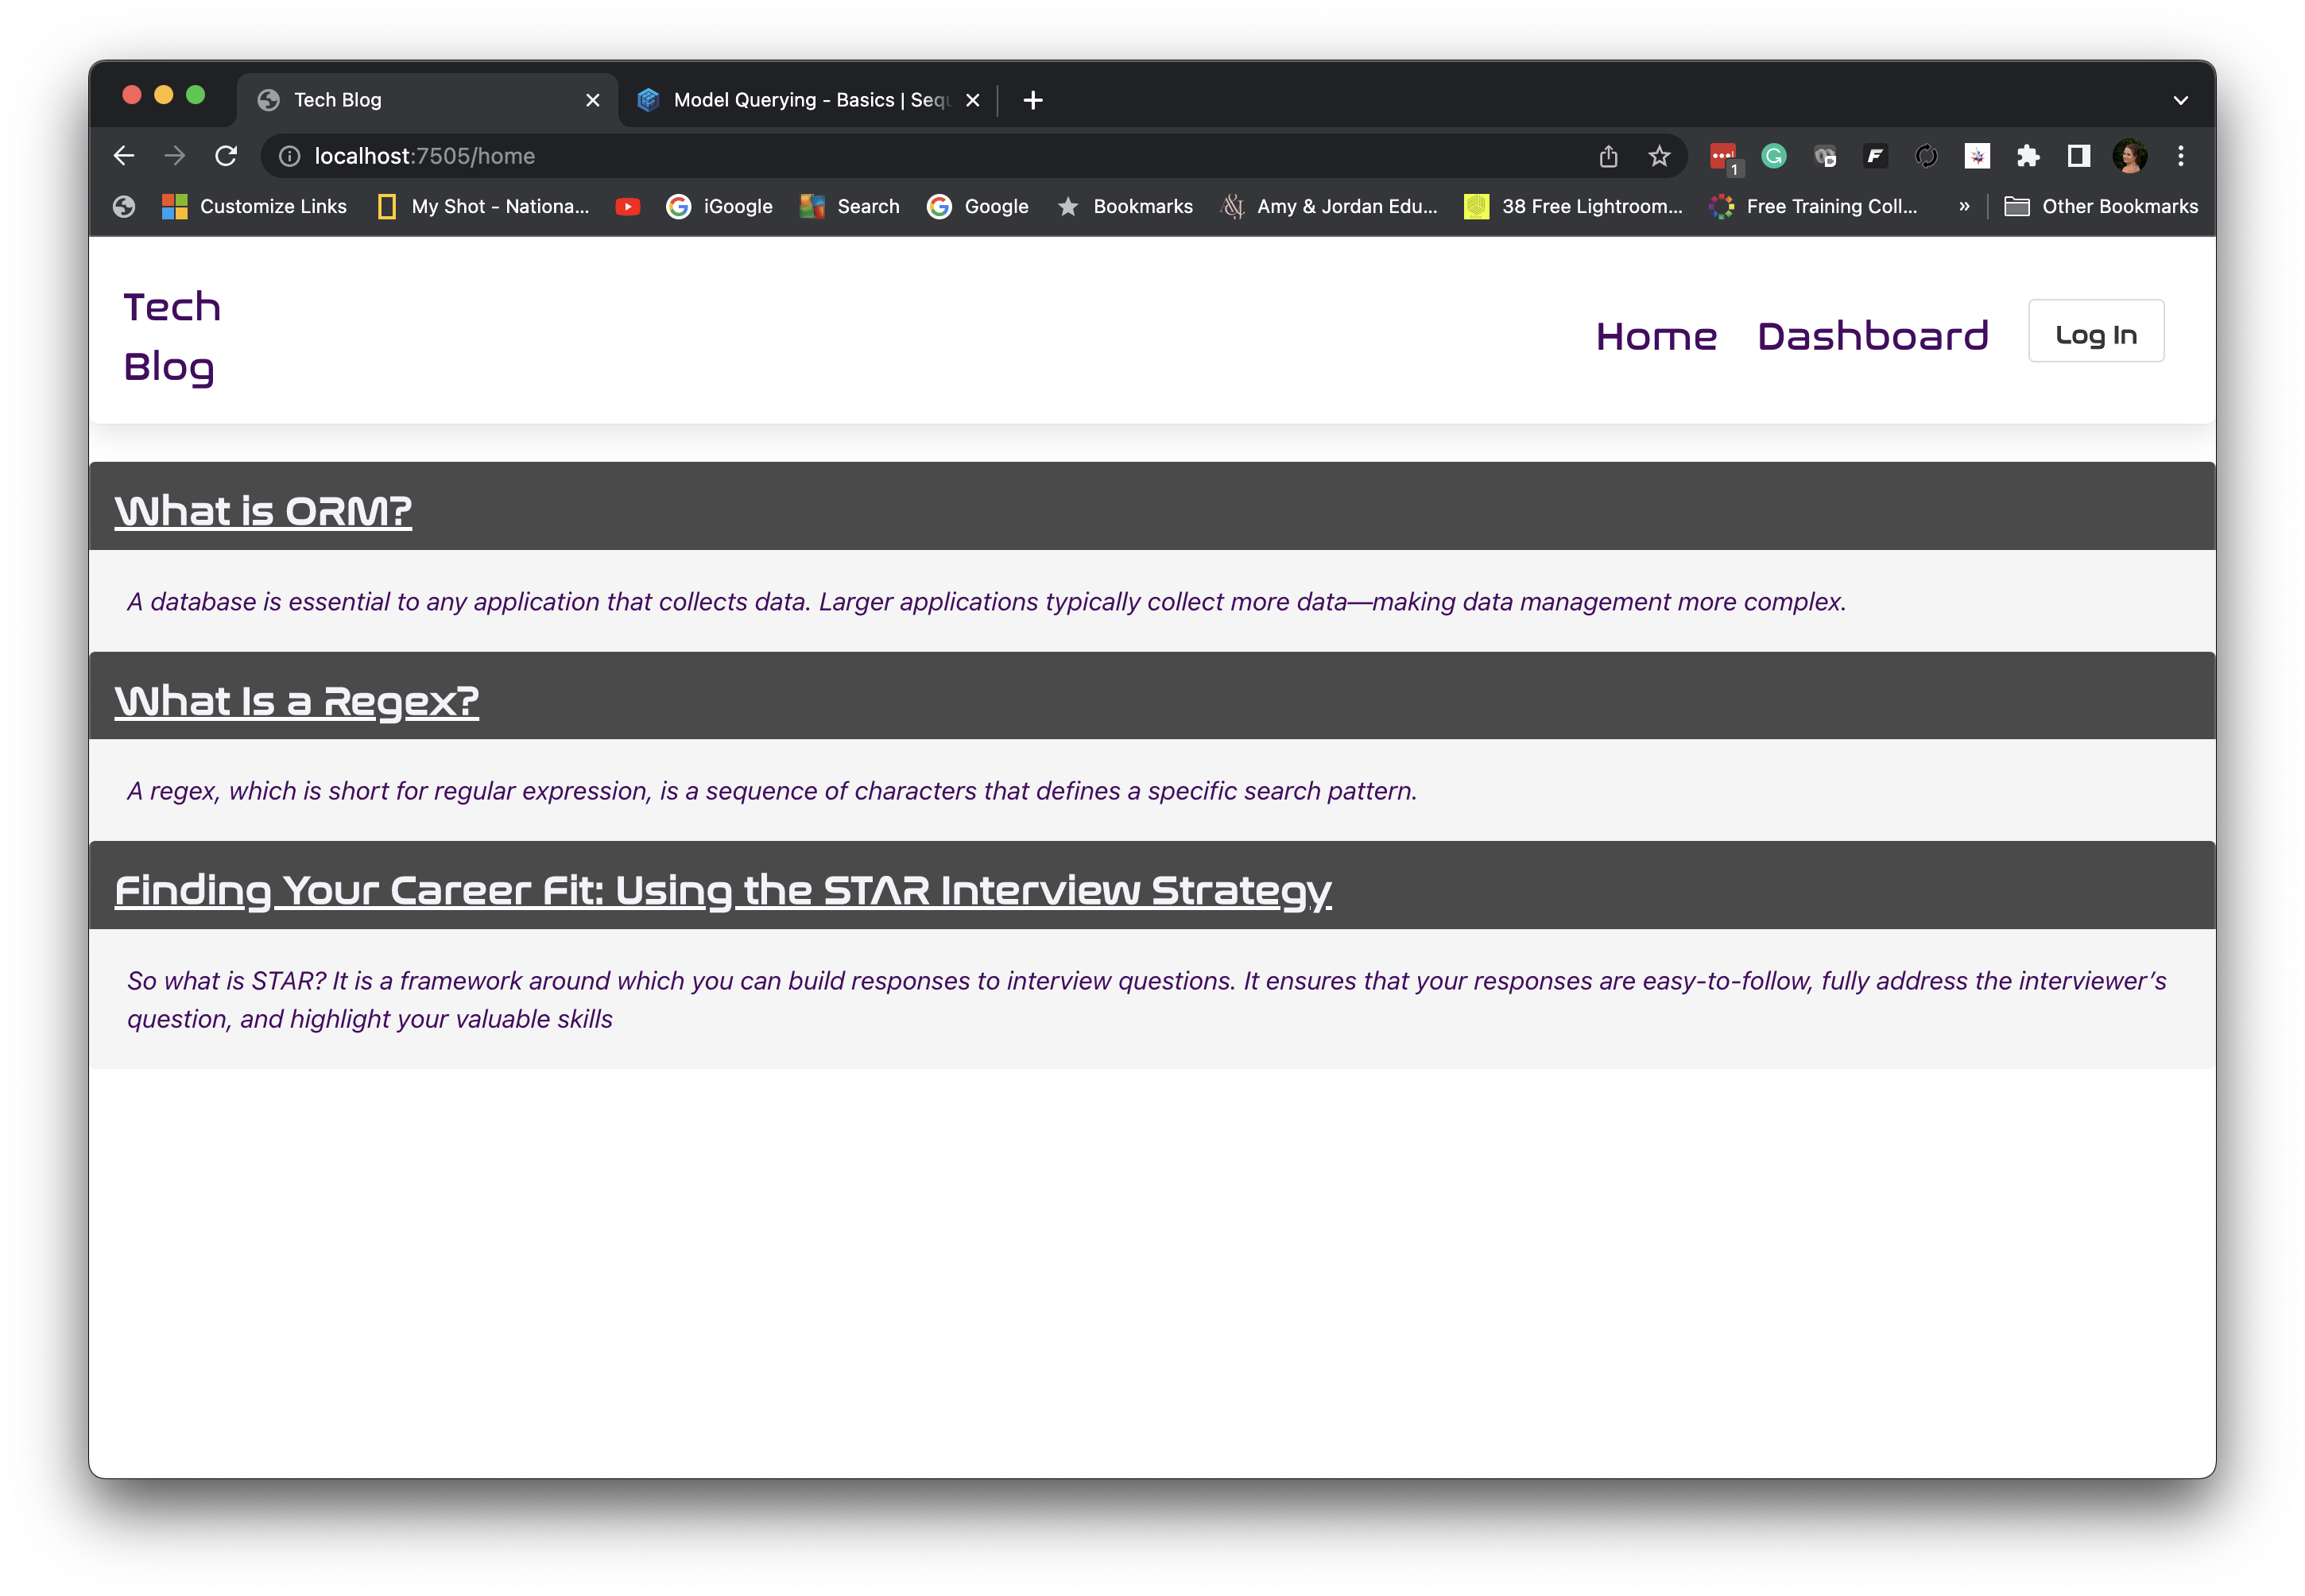 Tech Blog
Model Querying - Basics | Sequ
localhost:7505/home
1
Customize Links
My Shot - Nationa...
iGoogle
Search
Google
Bookmarks
Amy & Jordan Edu...
38 Free Lightroom...
Free Training Coll...
»
Other Bookmarks
Tech
Blog
Home
Dashboard
Log In
What is ORM?
A database is essential to any application that collects data. Larger applications typically collect more data—making data management more complex.
What Is a Regex?
A regex, which is short for regular expression, is a sequence of characters that defines a specific search pattern.
Finding Your Career Fit: Using the STAR Interview Strategy
So what is STAR? It is a framework around which you can build responses to interview questions. It ensures that your responses are easy-to-follow, fully address the interviewer’s
question, and highlight your valuable skills